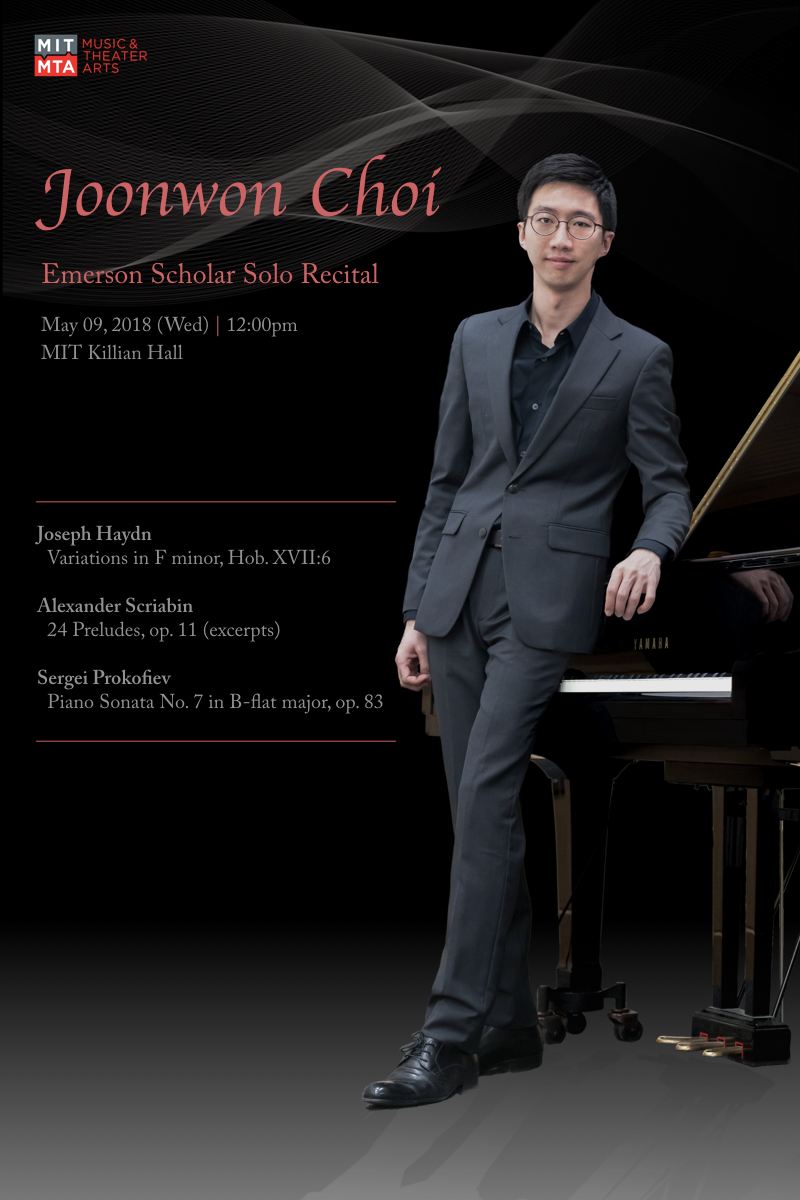 MIT
MTA
MUSIC &
THEATER
ARTS
Joonwon Choi
Emerson Scholar Solo Recital
May 09, 2018 (Wed) | 12:00pm
MIT Killian Hall
Joseph Haydn
Variations in F minor, Hob. XVII:6
Alexander Scriabin
24 Preludes, op. 11 (excerpts)
Sergei Prokofiev
Piano Sonata No. 7 in B-flat major, op. 83
YAMAHA